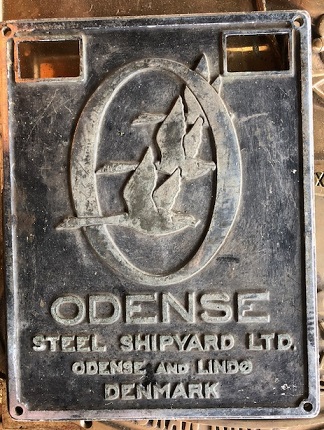 ODENSE
STEEL SHIPYARD LTD.
ODENSE AND LINDØ
DENMARK